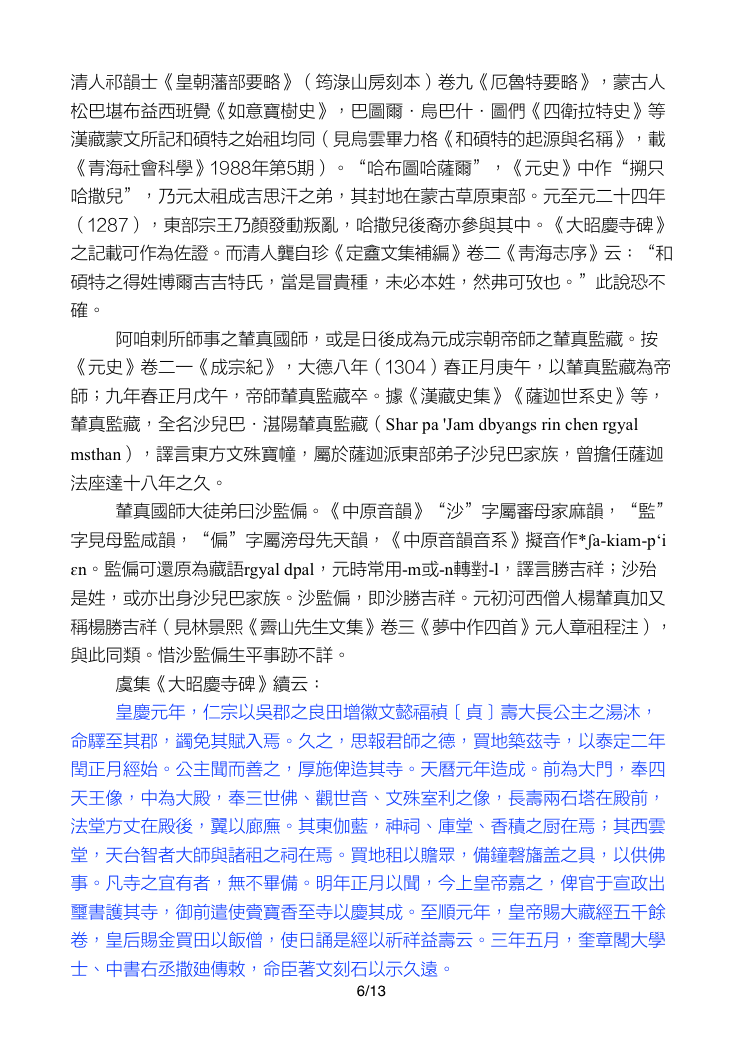 清人祁韻士《皇朝藩部要略》（筠淥山房刻本）卷九《厄魯特要略》，蒙古人
松巴堪布益西班覺《如意寶樹史》，巴圖爾．烏巴什．圖們《四衛拉特史》等
漢藏蒙文所記和碩特之始祖均同（見烏雲畢力格《和碩特的起源與名稱》，載
《青海社會科學》1988年第5期）。“哈布圖哈薩爾”，《元史》中作“搠只
哈撒兒”，乃元太祖成吉思汗之弟，其封地在蒙古草原東部。元至元二十四年
（1287），東部宗王乃顏發動叛亂，哈撒兒後裔亦參與其中。《大昭慶寺碑》
之記載可作為佐證。而清人龔自珍《定盦文集補編》卷二《青海志序》云：“和
碩特之得姓博爾吉吉特氏，當是冒貴種，未必本姓，然弗可攷也。”此說恐不
確。
阿咱剌所師事之輦真國師，或是日後成為元成宗朝帝師之輦真監藏。按
《元史》卷二一《成宗紀》，大德八年（1304）春正月庚午，以輦真監藏為帝
師；九年春正月戊午，帝師輦真監藏卒。據《漢藏史集》《薩迦世系史》等，
輦真監藏，全名沙兒巴．湛陽輦真監藏（Shar pa 'Jam dbyangs rin chen rgyal
msthan），譯言東方文殊寶幢，屬於薩迦派東部弟子沙兒巴家族，曾擔任薩迦
法座達十八年之久。
輦真國師大徒弟曰沙監偏。《中原音韻》“沙”字屬審母家麻韻，“監”
字見母監咸韻，“偏”字屬滂母先天韻，《中原音韻音系》擬音作*ʃa-kiam-p‘i
ɛn。監偏可還原為藏語rgyal dpal，元時常用-m或-n轉對-l，譯言勝吉祥；沙殆
是姓，或亦出身沙兒巴家族。沙監偏，即沙勝吉祥。元初河西僧人楊輦真加又
稱楊勝吉祥（見林景熙《霽山先生文集》卷三《夢中作四首》元人章祖程注），
與此同類。惜沙監偏生平事跡不詳。
虞集《大昭慶寺碑》續云：
皇慶元年，仁宗以吳郡之良田增徽文懿福禎〔貞〕壽大長公主之湯沐，
命驛至其郡，蠲免其賦入焉。久之，思報君師之德，買地築茲寺，以泰定二年
閏正月經始。公主聞而善之，厚施俾造其寺。天曆元年造成。前為大門，奉四
天王像，中為大殿，奉三世佛、觀世音、文殊室利之像，長壽兩石塔在殿前，
法堂方丈在殿後，翼以廊廡。其東伽藍，神祠、庫堂、香積之厨在焉；其西雲
堂，天台智者大師與諸祖之祠在焉。買地租以贍眾，備鐘磬旛盖之具，以供佛
事。凡寺之宜有者，無不畢備。明年正月以聞，今上皇帝嘉之，俾官于宣政出
璽書護其寺，御前遣使賫寶香至寺以慶其成。至順元年，皇帝賜大藏經五千餘
卷，皇后賜金買田以飯僧，使日誦是經以祈祥益壽云。三年五月，奎章閣大學
士、中書右丞撒廸傳敕，命臣著文刻石以示久遠。
6/13